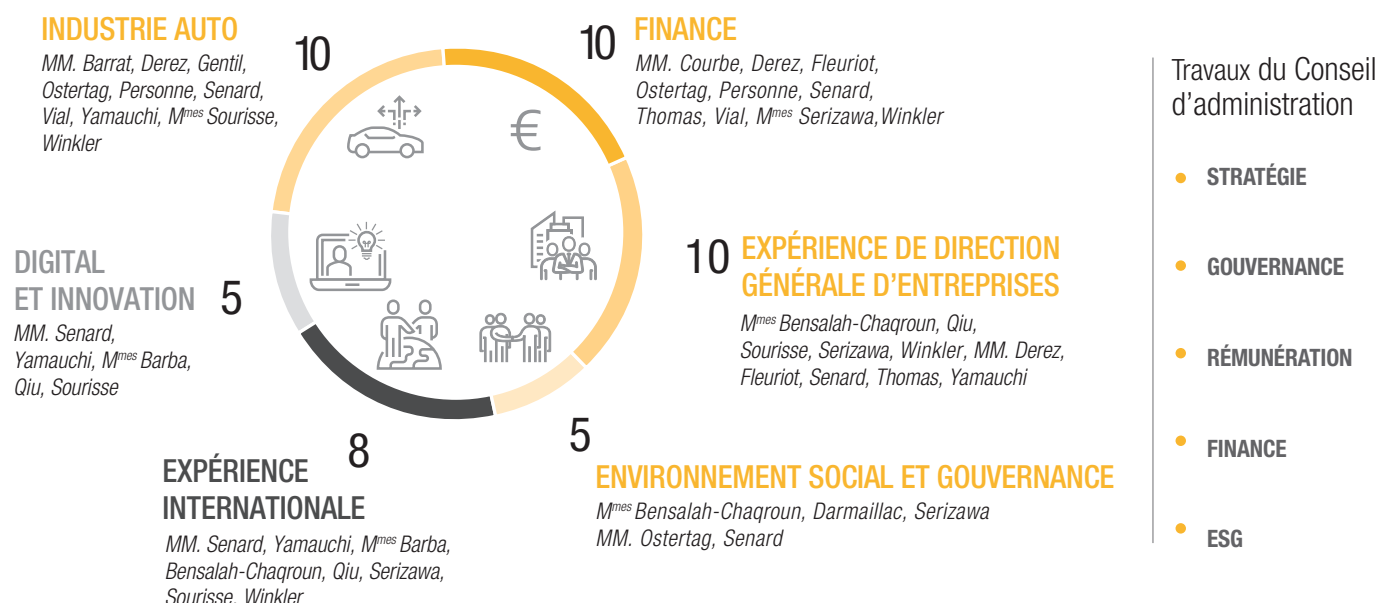 INDUSTRIE AUTO
10
MM. Barrat, Derez, Gentil,
Ostertag, Personne, Senard,
Vial, Yamauchi, Mmes Sourisse,
Winkler
10
FINANCE
MM. Courbe, Derez, Fleuriot,
Ostertag, Personne, Senard,
Thomas, Vial, Mmes Serizawa,Winkler
€
DIGITAL
ET INNOVATION
5
MM. Senard,
Yamauchi, Mmes Barba,
Qiu, Sourisse
1
10
EXPÉRIENCE DE DIRECTION
GÉNÉRALE D’ENTREPRISES
Mmes Bensalah-Chaqroun, Qiu,
Sourisse, Serizawa, Winkler, MM. Derez,
Fleuriot, Senard, Thomas, Yamauchi
8
EXPÉRIENCE
INTERNATIONALE
MM. Senard, Yamauchi, Mmes Barba,
Bensalah-Chaqroun, Qiu, Serizawa,
Sourisse, Winkler
5
ENVIRONNEMENT SOCIAL ET GOUVERNANCE
Mmes Bensalah-Chaqroun, Darmaillac, Serizawa
MM. Ostertag, Senard
Travaux du Conseil
d’administration
• STRATÉGIE
• GOUVERNANCE
• RÉMUNÉRATION
• FINANCE
• ESG